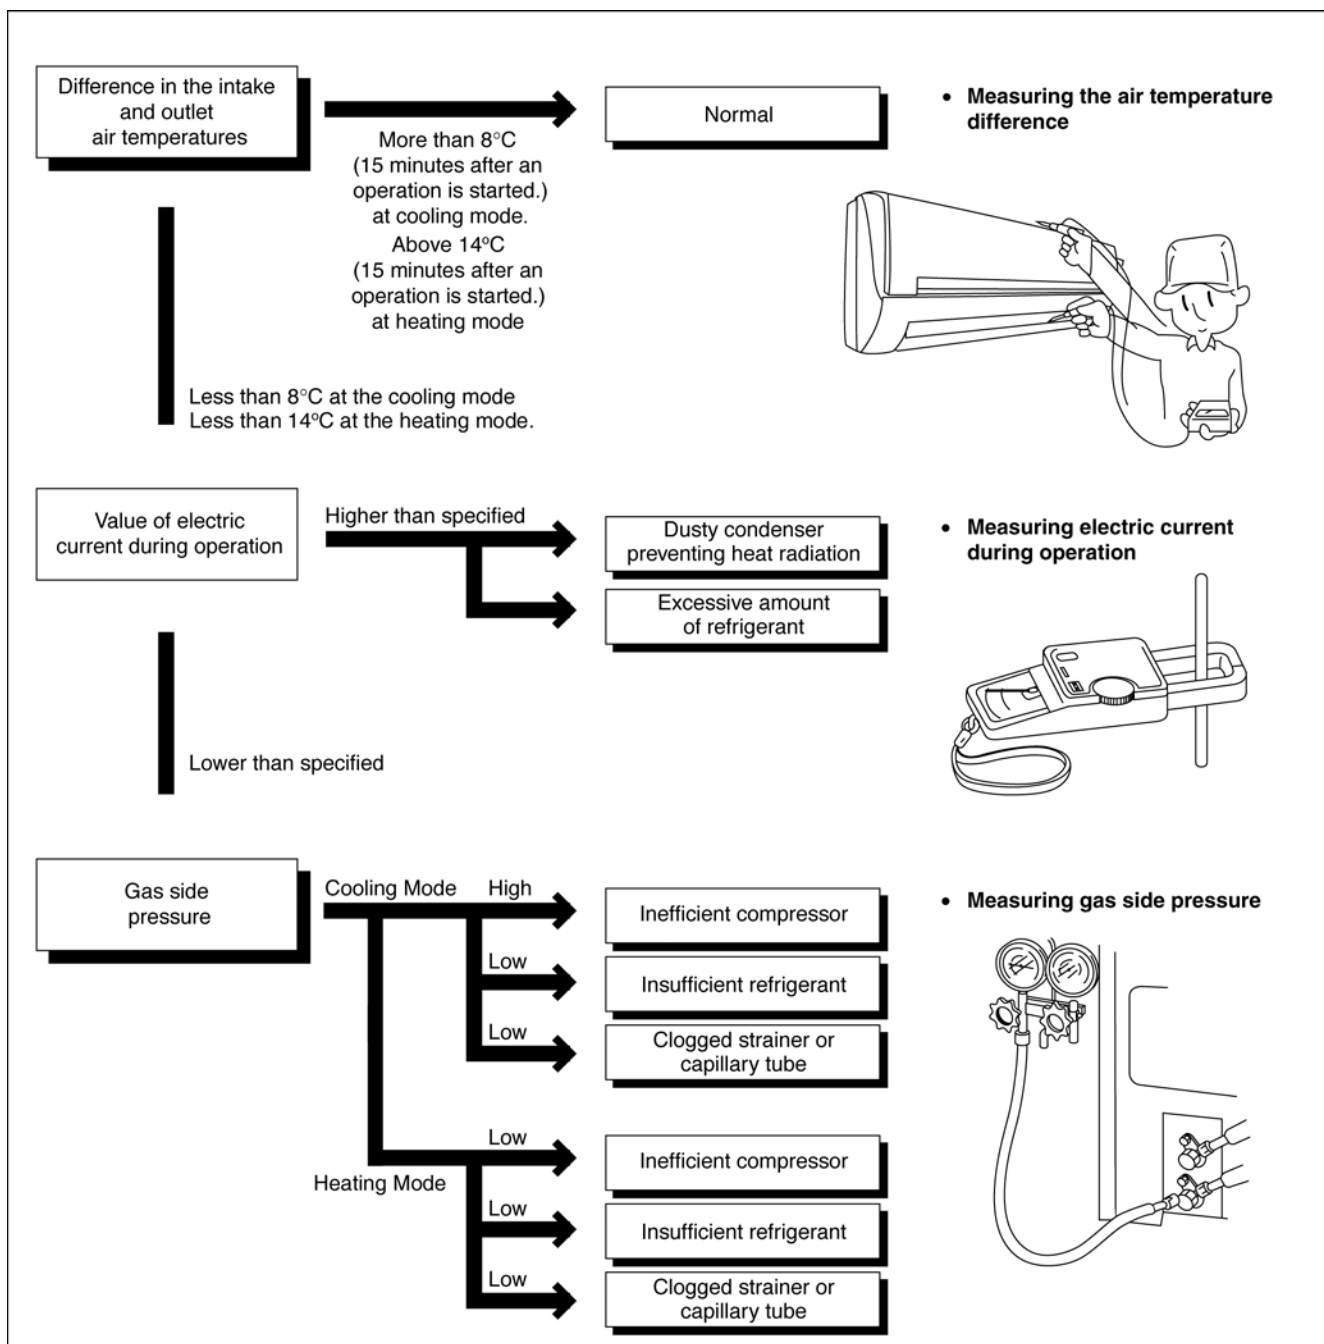 Difference in the intake
and outlet
air temperatures
More than 8°C
(15 minutes after an
operation is started.)
at cooling mode.
Above 14ºC
(15 minutes after an
operation is started.)
at heating mode
Normal
• Measuring the air temperature
difference
Less than 8°C at the cooling mode
Less than 14ºC at the heating mode.
Value of electric
current during operation
Higher than specified
Dusty condenser
preventing heat radiation
Excessive amount
of refrigerant
• Measuring electric current
during operation
Lower than specified
Gas side
pressure
Cooling Mode
High
Inefficient compressor
Low
Insufficient refrigerant
Low
Clogged strainer or
capillary tube
Heating Mode
Low
Inefficient compressor
Low
Insufficient refrigerant
Low
Clogged strainer or
capillary tube
• Measuring gas side pressure